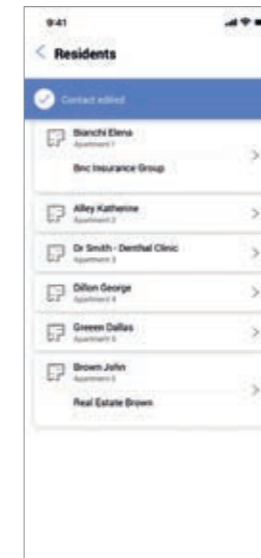 9:41
Residents
Contact edited
Bianchi Elena
Apartment 1
Bnc Insurance Group
Alley Katherine
Apartment 2
Dr Smith - Denthal Clinic
Apartment 3
Dillon George
Apartment 4
Greeen Dallas
Apartment 5
Brown John
Apartment 6
Real Estate Brown